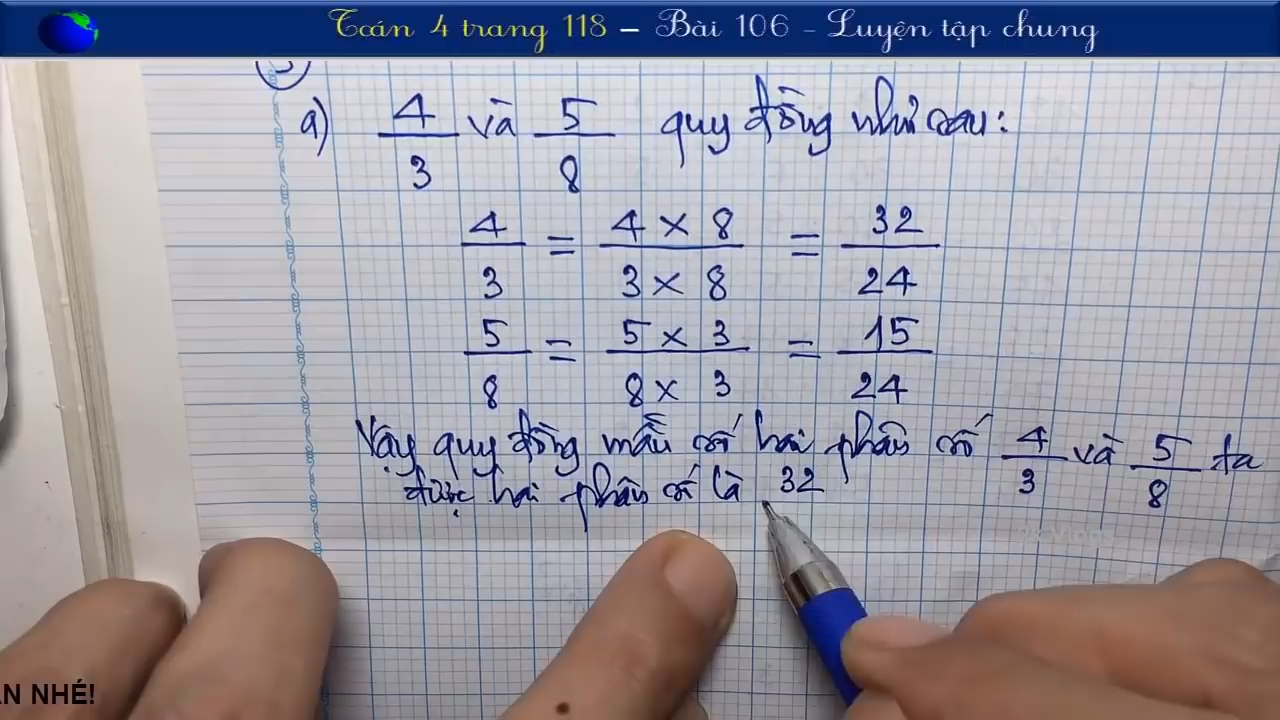 Toán 4 trang 118 – Bài 106 - Luyện tập chung
a) 4/3 và 5/8 quy đồng như sau:
4/3 = 4 × 8 / 3 × 8 = 32/24
5/8 = 5 × 3 / 8 × 3 = 15/24
Vậy quy đồng mẫu số hai phân số 4/3 và 5/8 ta
được hai phân số là 32
N NHÉ!